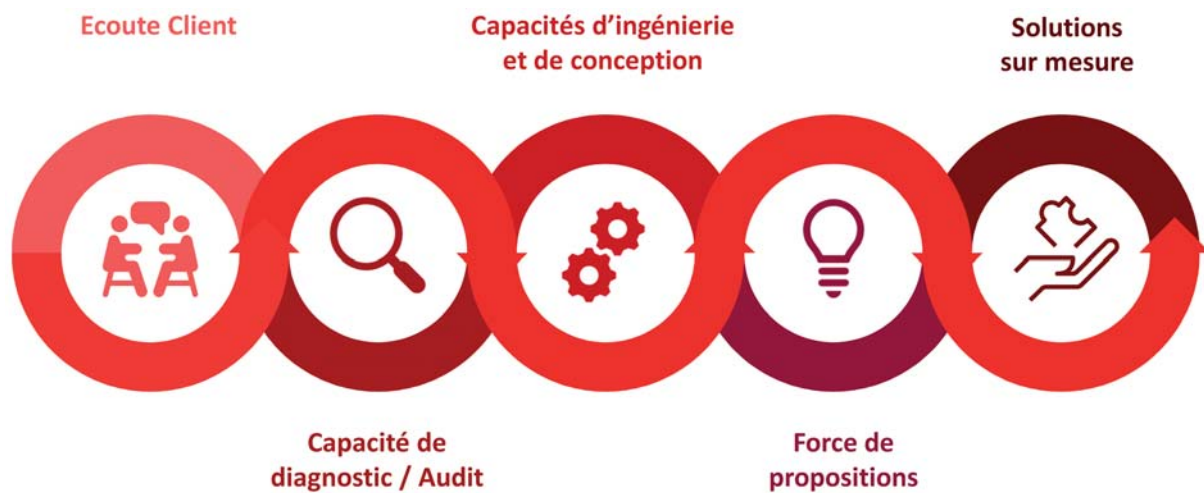 Ecoute Client
Capacités d’ingénierie
et de conception
Solutions
sur mesure
Capacité de
diagnostic / Audit
Force de
propositions